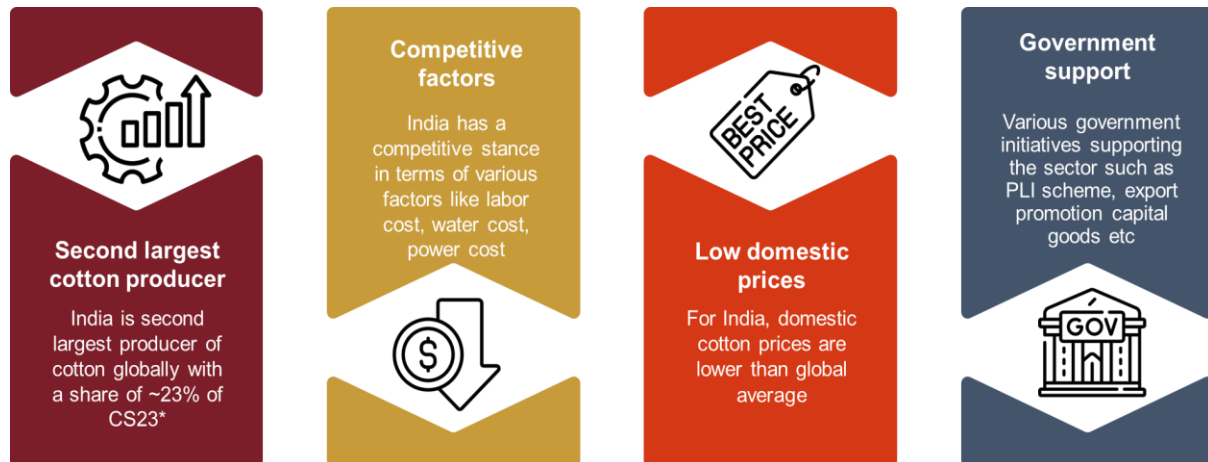 Second largest
cotton producer
India is second
largest producer of
cotton globally with
a share of ~23% of
CS23*
Competitive
factors
India has a
competitive stance
in terms of various
factors like labor
cost, water cost,
power cost
BEST
PRICE
Low domestic
prices
For India, domestic
cotton prices are
lower than global
average
Government
support
Various government
initiatives supporting
the sector such as
PLI scheme, export
promotion capital
goods etc
GOV